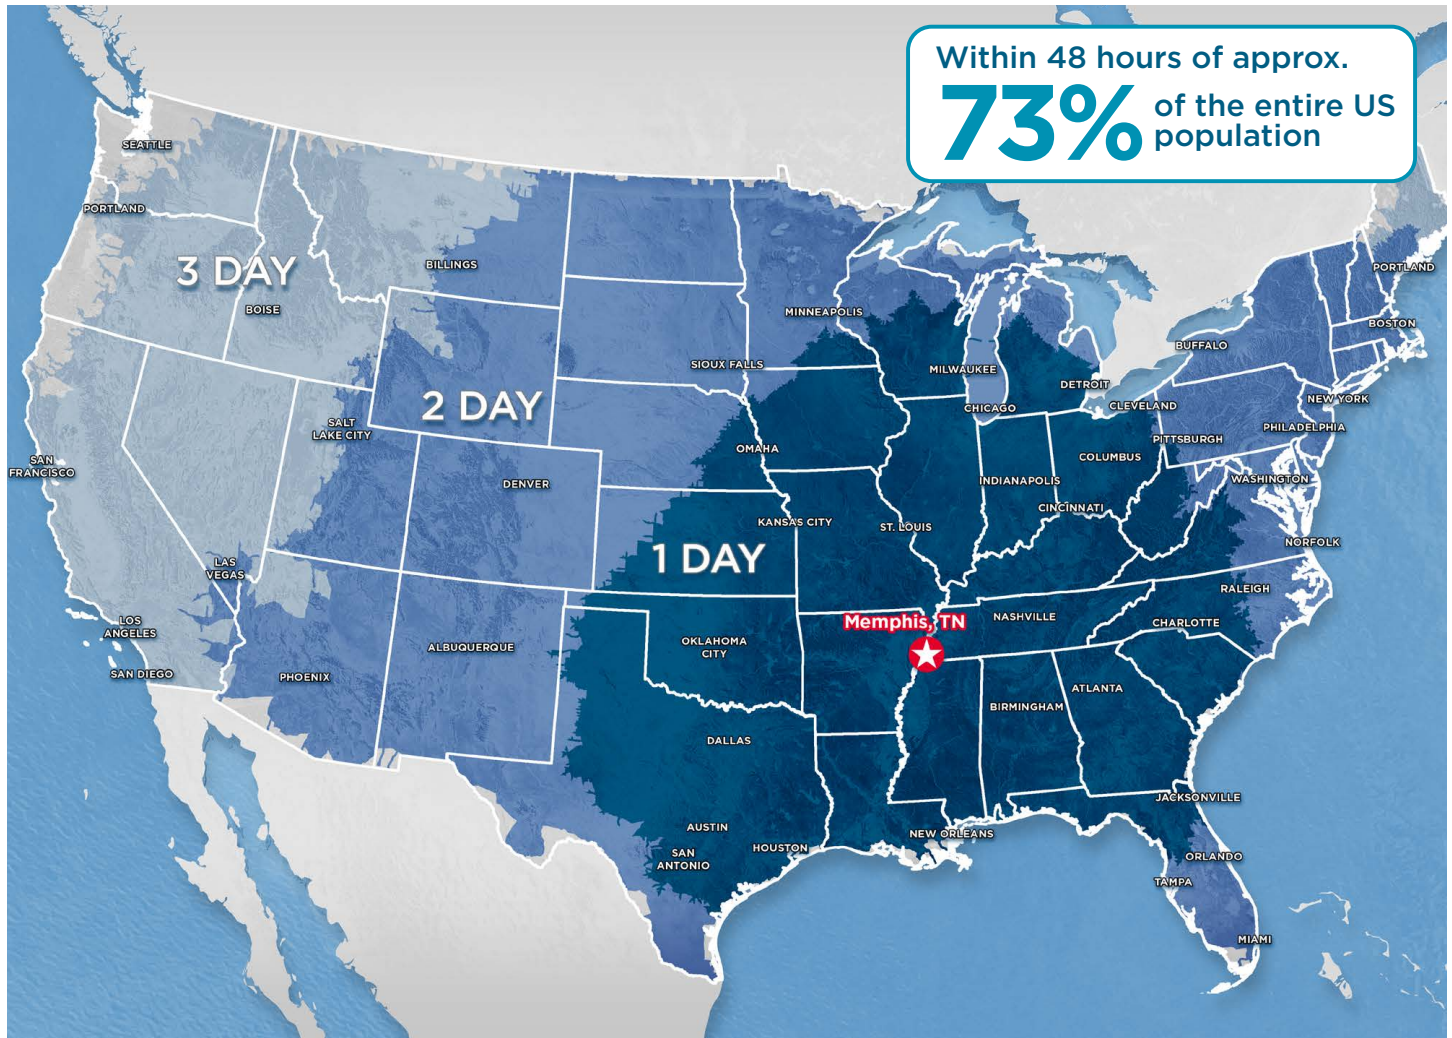 Within 48 hours of approx.
73%
of the entire US
population
SEATTLE
PORTLAND
3 DAY
BILLINGS
BOISE
MINNEAPOLIS
PORTLAND
BOSTON
BUFFALO
SIOUX FALLS
MILWAUKEE
DETROIT
2 DAY
CHICAGO
CLEVELAND
NEW YORK
SALT
LAKE CITY
PHILADELPHIA
PITTSBURGH
OMAHA
COLUMBUS
SAN
FRANCISCO
DENVER
INDIANAPOLIS
WASHINGTON
CINCINNATI
KANSAS CITY
ST. LOUIS
NORFOLK
1 DAY
LAS
VEGAS
RALEIGH
LOS
ANGELES
Memphis, TN
NASHVILLE
CHARLOTTE
OKLAHOMA
CITY
ALBUQUERQUE
SAN DIEGO
PHOENIX
ATLANTA
BIRMINGHAM
DALLAS
JACKSONVILLE
AUSTIN
NEW ORLEANS
HOUSTON
SAN
ANTONIO
ORLANDO
TAMPA
MIAMI